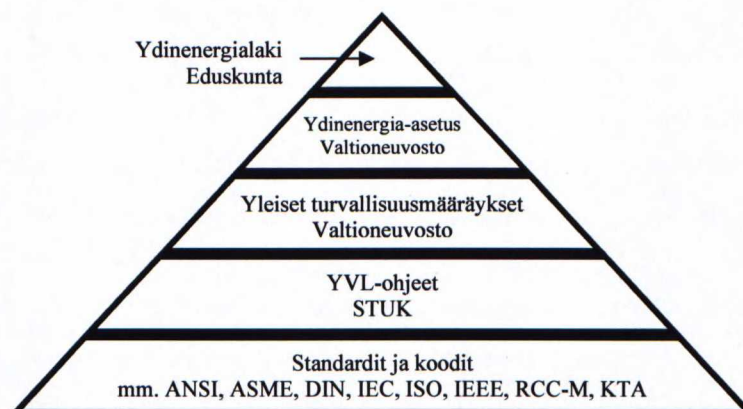 Ydinenergialaki
Eduskunta
Ydinenergia-asetus
Valtioneuvosto
Yleiset turvallisuusmääräykset
Valtioneuvosto
YVL-ohjeet
STUK
Standardit ja koodit
mm. ANSI, ASME, DIN, IEC, ISO, IEEE, RCC-M, KTA